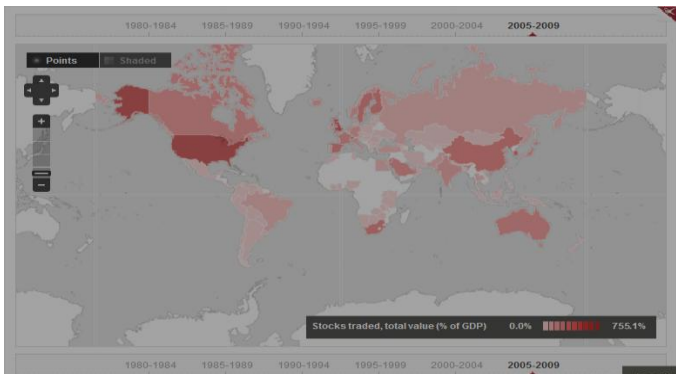 1980-1984 1985-1989 1990-1994 1995-1999 2000-2004 2005-2009
Points Shaded
+
−
Stocks traded, total value (% of GDP) 0.0% 755.1%
1980-1984 1985-1989 1990-1994 1995-1999 2000-2004 2005-2009